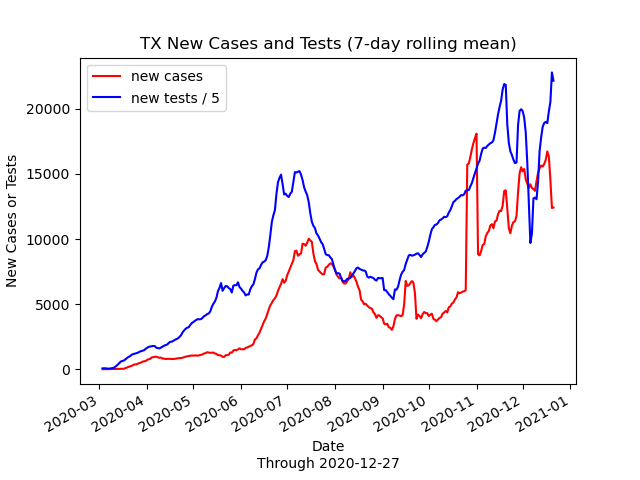 TX New Cases and Tests (7-day rolling mean)
new cases
new tests / 5
New Cases or Tests
20000
15000
10000
5000
0
2020-03
2020-04
2020-05
2020-06
2020-07
2020-08
2020-09
2020-10
2020-11
2020-12
2021-01
Date
Through 2020-12-27